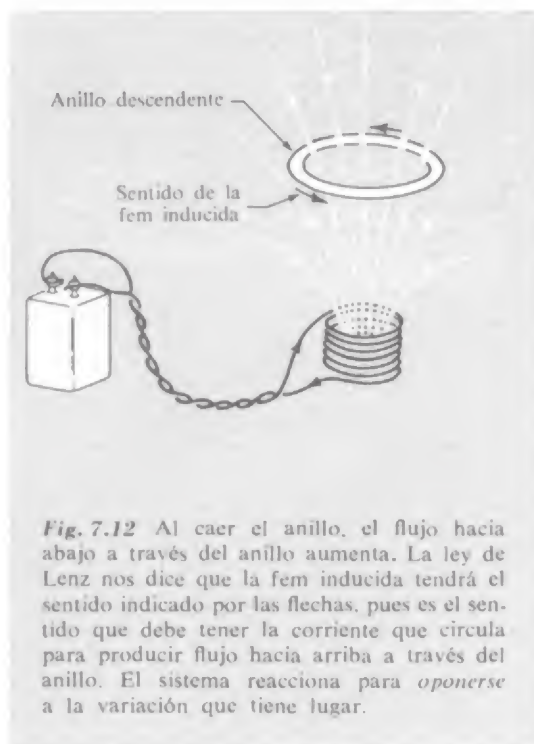 Anillo descendente
Sentido de la
fem inducida
Fig. 7.12 Al caer el anillo, el flujo hacia
abajo a través del anillo aumenta. La ley de
Lenz nos dice que la fem inducida tendrá el
sentido indicado por las flechas, pues es el sen-
tido que debe tener la corriente que circula
para producir flujo hacia arriba a través del
anillo. El sistema reacciona para oponerse
a la variación que tiene lugar.